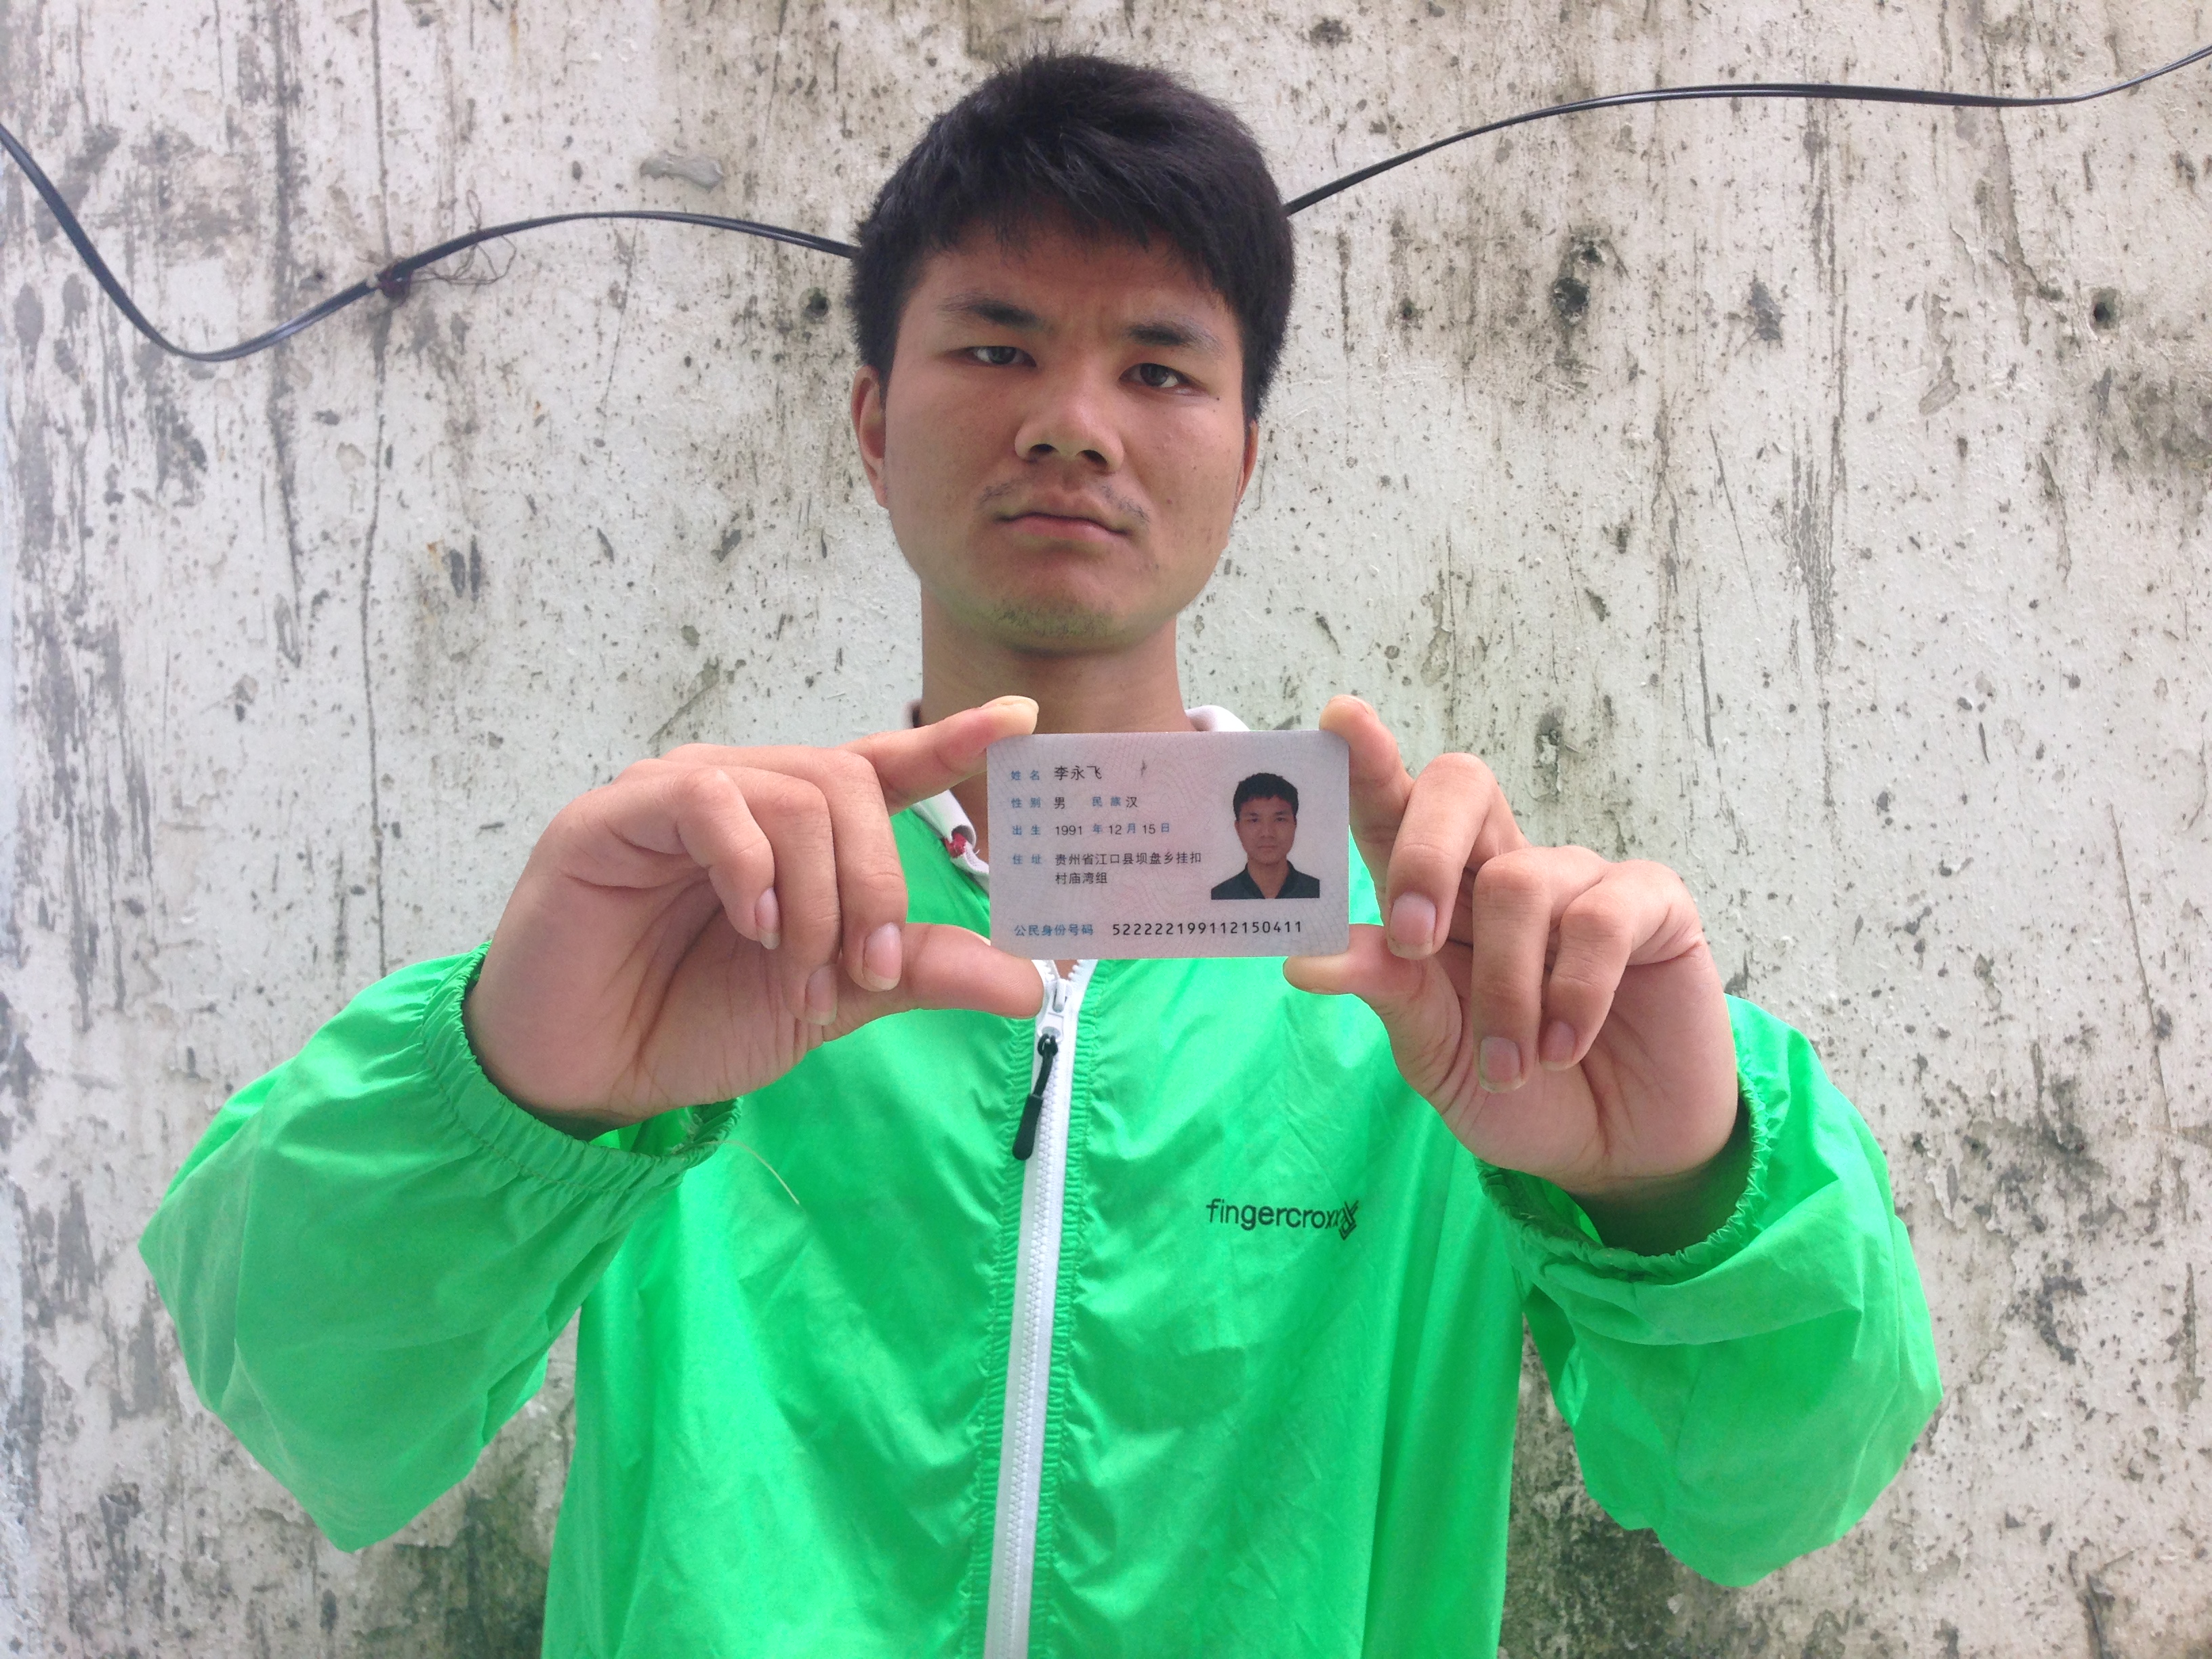 姓名 李永飞
性别 男 民族 汉
出生 1991 年 12 月 15 日
住址 贵州省江口县坝盘乡挂扣
村庙湾组
公民身份号码 522222199112150411
fingercroxx